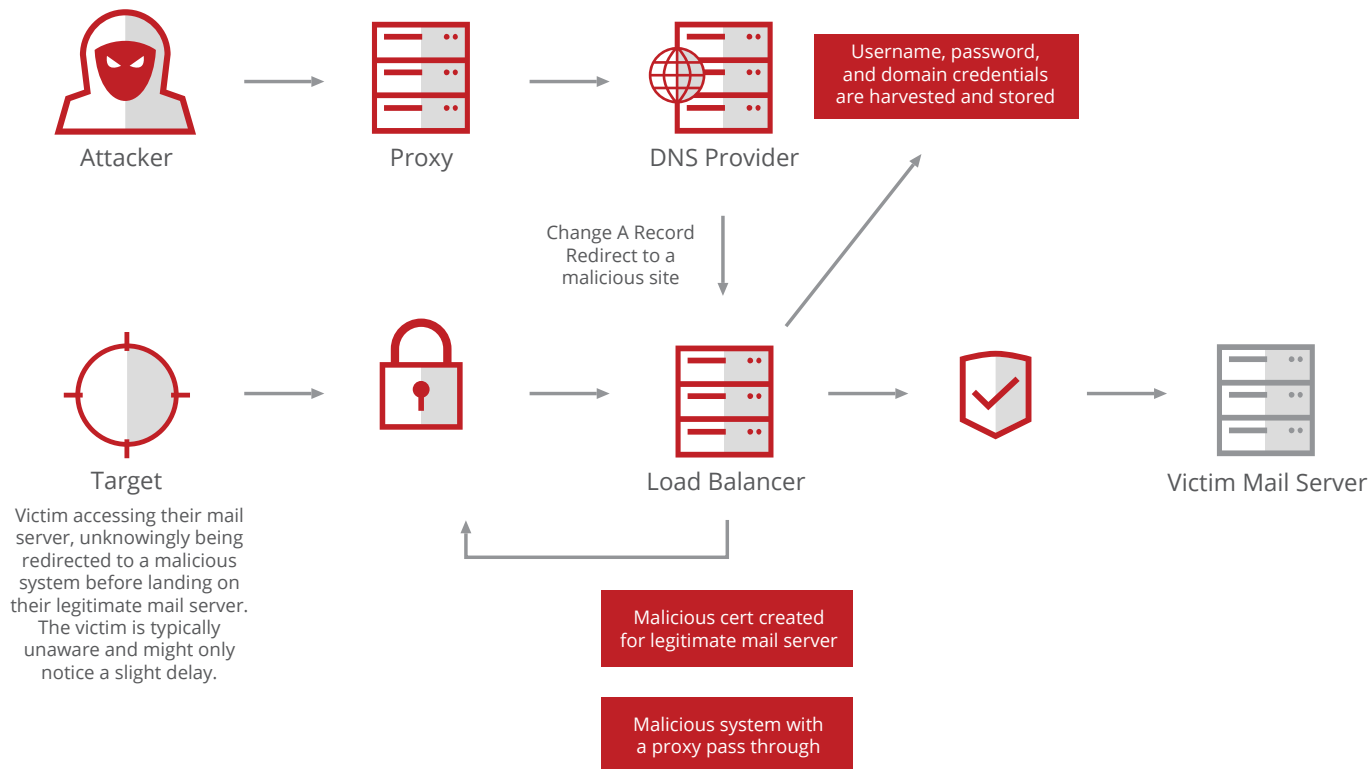 Username, password,
and domain credentials
are harvested and stored
Attacker
Proxy
DNS Provider
Change A Record
Redirect to a
malicious site
Target
Load Balancer
Victim Mail Server
Victim accessing their mail
server, unknowingly being
redirected to a malicious
system before landing on
their legitimate mail server.
The victim is typically
unaware and might only
notice a slight delay.
Malicious cert created
for legitimate mail server
Malicious system with
a proxy pass through